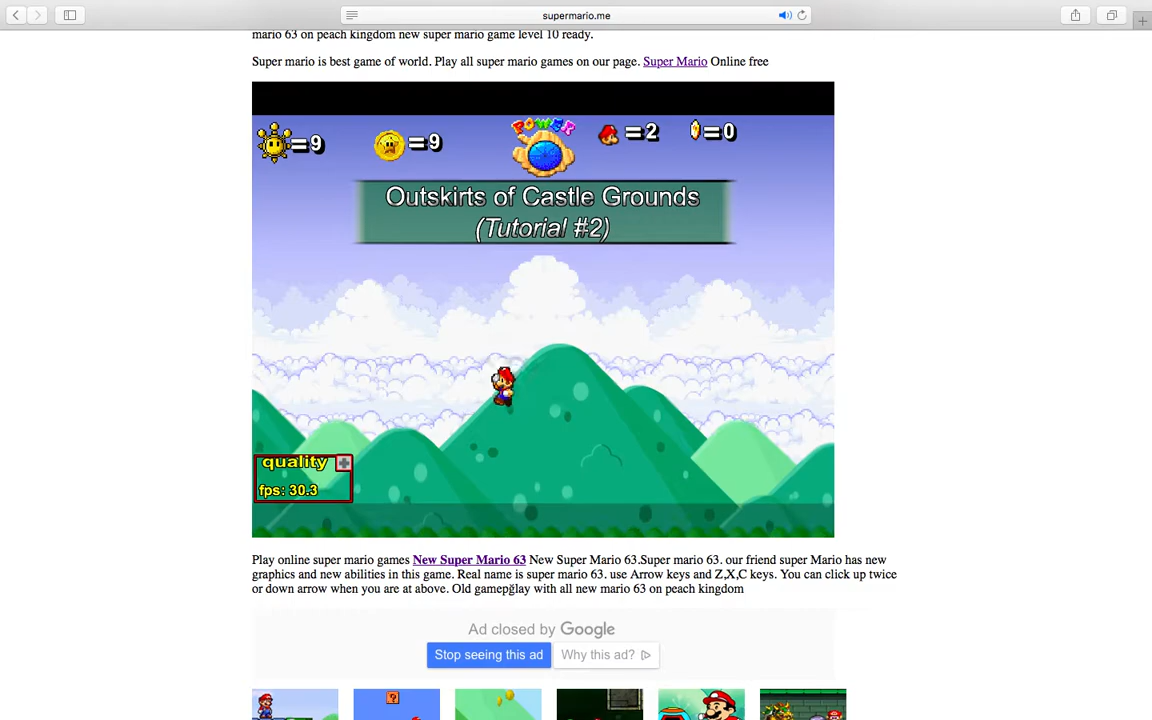 supermario.me
mario 63 on peach kingdom new super mario game level 10 ready.
Super mario is best game of world. Play all super mario games on our page. Super Mario Online free
=9 =9 POWER =2 =0
Outskirts of Castle Grounds
(Tutorial #2)
quality
fps: 30.3
Play online super mario games New Super Mario 63 New Super Mario 63.Super mario 63. our friend super Mario has new
graphics and new abilities in this game. Real name is super mario 63. use Arrow keys and Z,X,C keys. You can click up twice
or down arrow when you are at above. Old gamepğlay with all new mario 63 on peach kingdom
Ad closed by Google
Stop seeing this ad Why this ad?
?